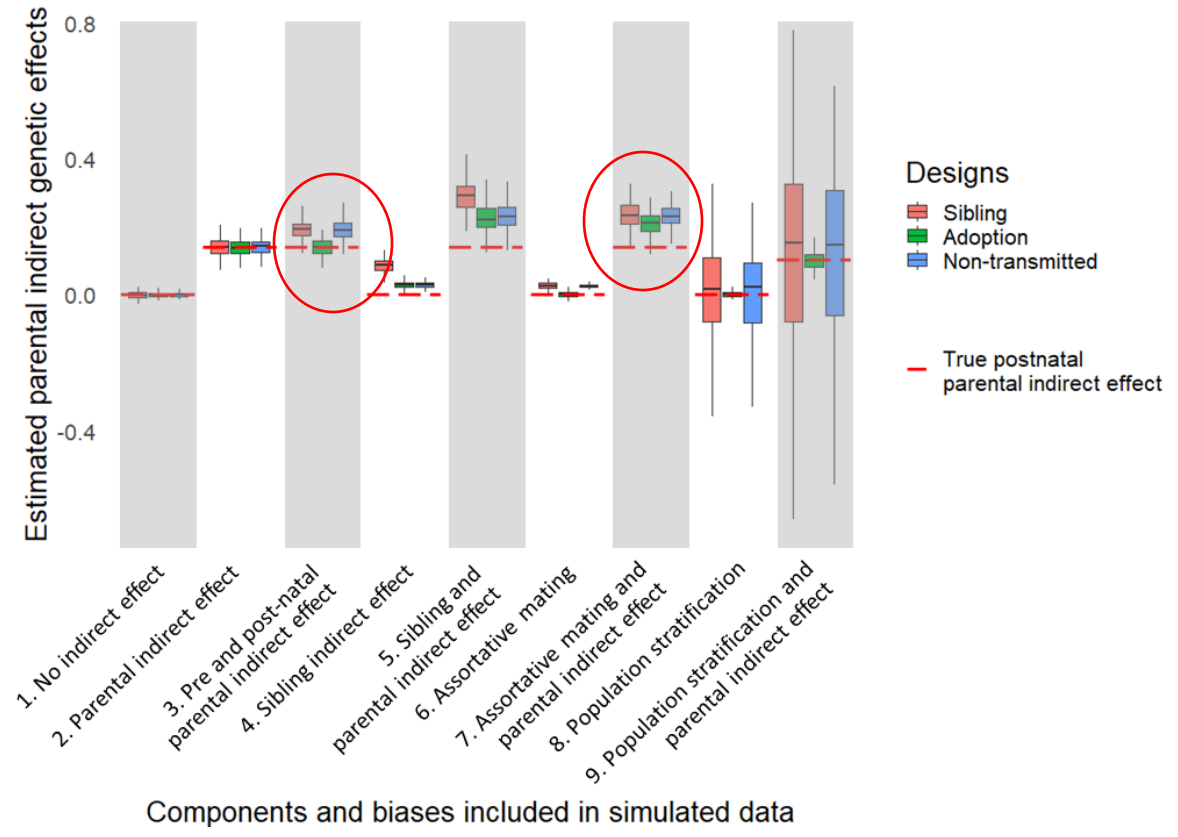 Estimated parental indirect genetic effects
0.8
0.4
0.0
-0.4
Designs
Sibling
Adoption
Non-transmitted
True postnatal
parental indirect effect
1. No indirect effect
2. Parental indirect effect
3. Pre and post-natal
parental indirect effect
4. Sibling indirect effect
5. Sibling and
parental indirect effect
6. Assortative mating
7. Assortative mating and
parental indirect effect
8. Population stratification
9. Population stratification and
parental indirect effect
Components and biases included in simulated data